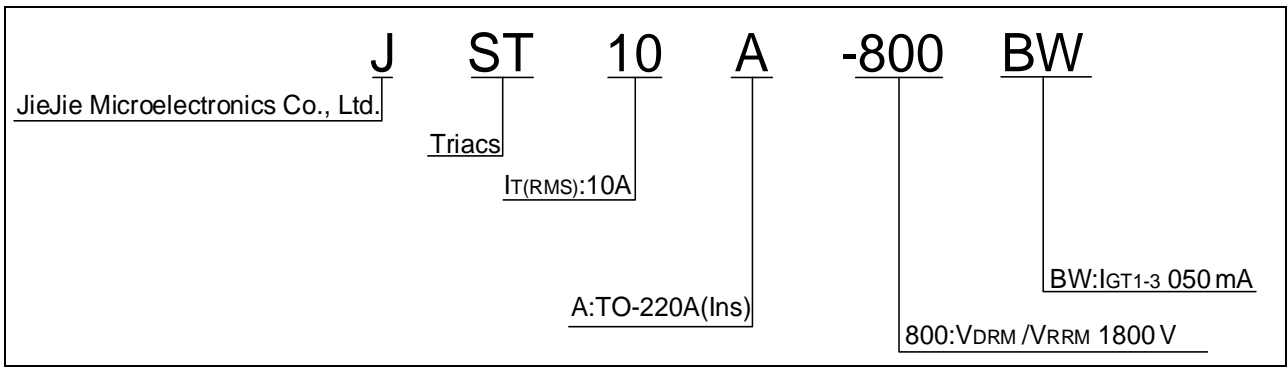 J ST 10 A -800 BW
JieJie Microelectronics Co., Ltd.
Triacs
IT(RMS):10A
BW:IGT1-3 050 mA
A:TO-220A(Ins)
800:VDRM /VRRM 1800 V